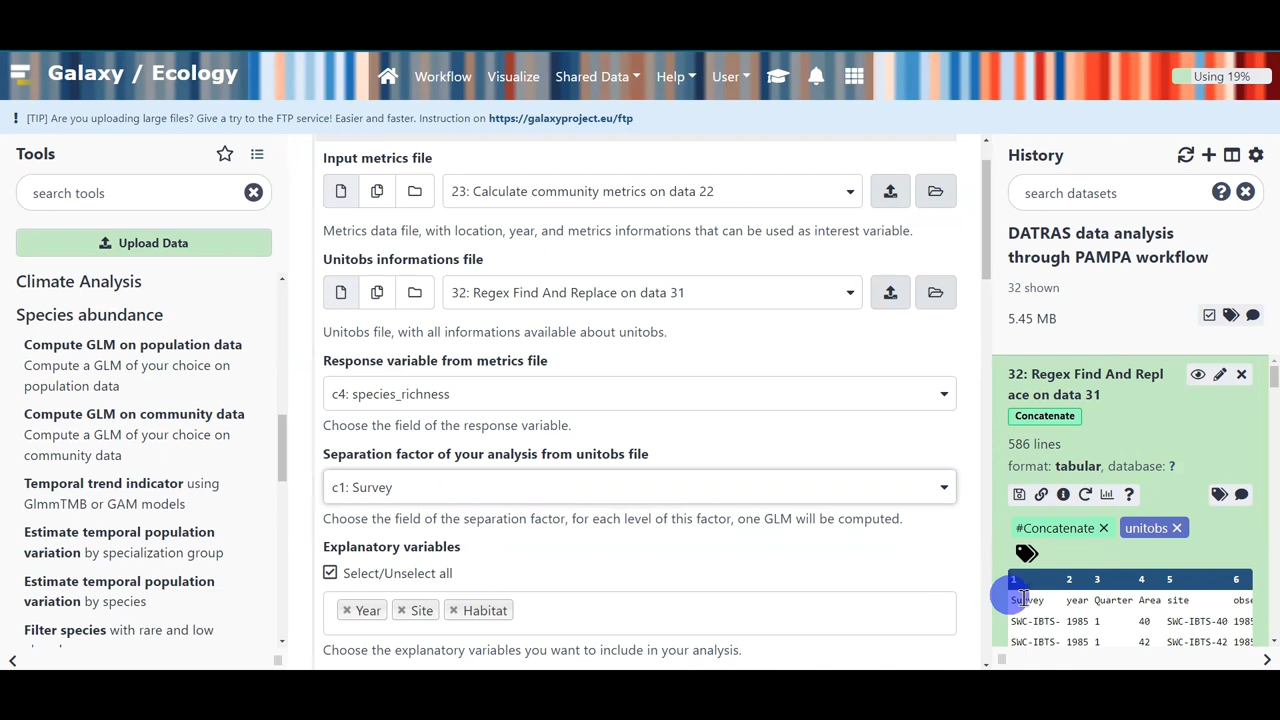 Galaxy / Ecology
Workflow
Visualize
Shared Data
Help
User
Using 19%
! [TIP] Are you uploading large files? Give a try to the FTP service! Easier and faster. Instruction on https://galaxyproject.eu/ftp
Tools
search tools
Upload Data
Climate Analysis
Species abundance
Compute GLM on population data
Compute a GLM of your choice on
population data
Compute GLM on community data
Compute a GLM of your choice on
community data
Temporal trend indicator using
GlmmTMB or GAM models
Estimate temporal population
variation by specialization group
Estimate temporal population
variation by species
Filter species with rare and low
Input metrics file
23: Calculate community metrics on data 22
Metrics data file, with location, year, and metrics informations that can be used as interest variable.
Unitobs informations file
32: Regex Find And Replace on data 31
Unitobs file, with all informations available about unitobs.
Response variable from metrics file
c4: species_richness
Choose the field of the response variable.
Separation factor of your analysis from unitobs file
c1: Survey
Choose the field of the separation factor, for each level of this factor, one GLM will be computed.
Explanatory variables
Select/Unselect all
Year
Site
Habitat
Choose the explanatory variables you want to include in your analysis.
History
search datasets
DATRAS data analysis
through PAMPA workflow
32 shown
5.45 MB
32: Regex Find And Repl
ace on data 31
Concatenate
586 lines
format: tabular, database: ?
#Concatenate
unitobs
1 2 3 4 5 6
Survey year Quarter Area site obse
SWC-IBTS- 1985 1 40 SWC-IBTS-40 1985
SWC-IBTS- 1985 1 42 SWC-IBTS-42 1985